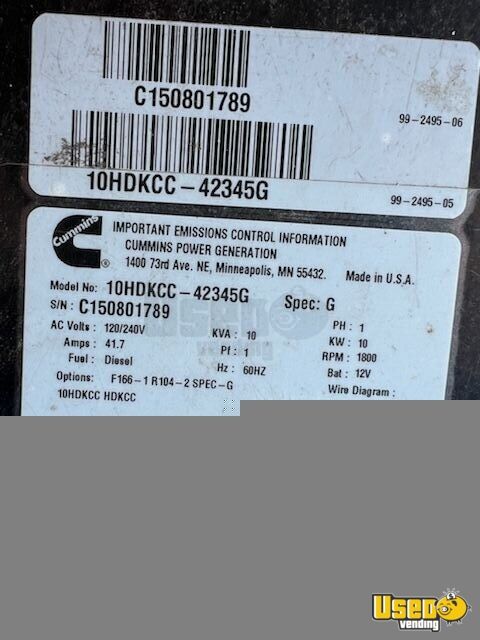 C150801789
99-2495-06
10HDKCC-42345G
99-2495-05
Cummins
IMPORTANT EMISSIONS CONTROL INFORMATION
CUMMINS POWER GENERATION
1400 73rd Ave. NE, Minneapolis, MN 55432. Made in U.S.A.
Model No: 10HDKCC-42345G Spec: G
S/N : C150801789
AC Volts : 120/240V KVA : 10 PH : 1
Amps : 41.7 Pf : 1 KW : 10
Fuel : Diesel Hz : 60HZ RPM : 1800
Bat : 12V
Options: F166-1 R104-2 SPEC-G Wire Diagram :
10HDKCC HDKCC
Used vending
USED
vending